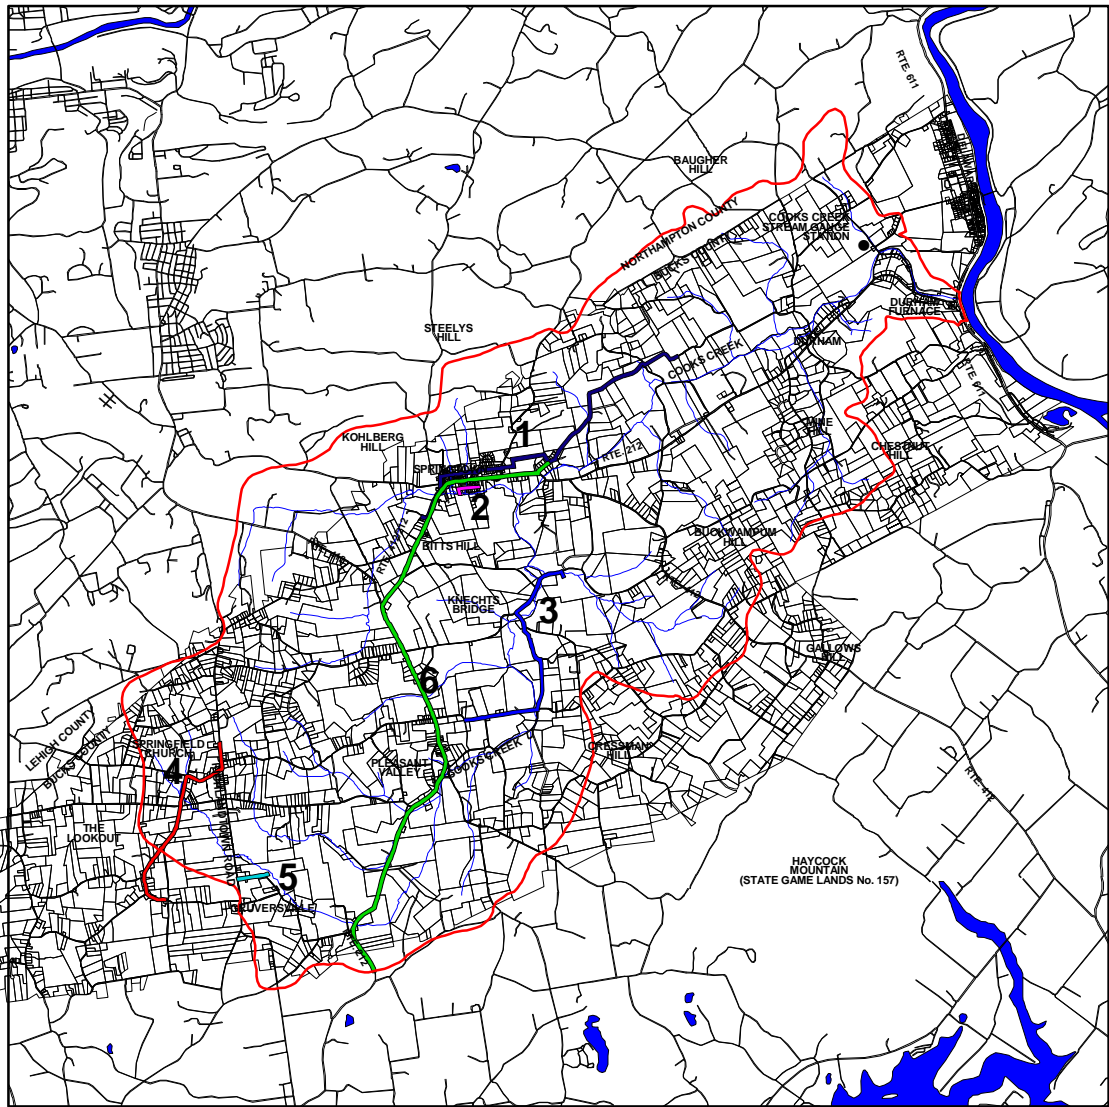 RTE. 611
BAUGHER
HILL
NORTHAMPTON COUNTY
BUCKS COUNTY
COOKS CREEK
STREAM GAUGE
STATION
DURHAM
FURNACE
STEELYS
HILL
DURHAM
COOKS CREEK
RTE. 611
KOHLBERG
HILL
1
MINE
HILL
CHESTNUT
HILL
RTE. 212
2
BUCKWAMPUM
HILL
BITTS HILL
KNECHTS
BRIDGE
3
GALLOWS
HILL
6
LEHIGH COUNTY
BUCKS COUNTY
SPRINGFIELD
CHURCH
4
PLEASANT
VALLEY
COOKS CREEK
CRESSMAN
HILL
RTE. 412
THE
LOOKOUT
5
HAYCOCK
MOUNTAIN
(STATE GAME LANDS No. 157)
RTE. 212